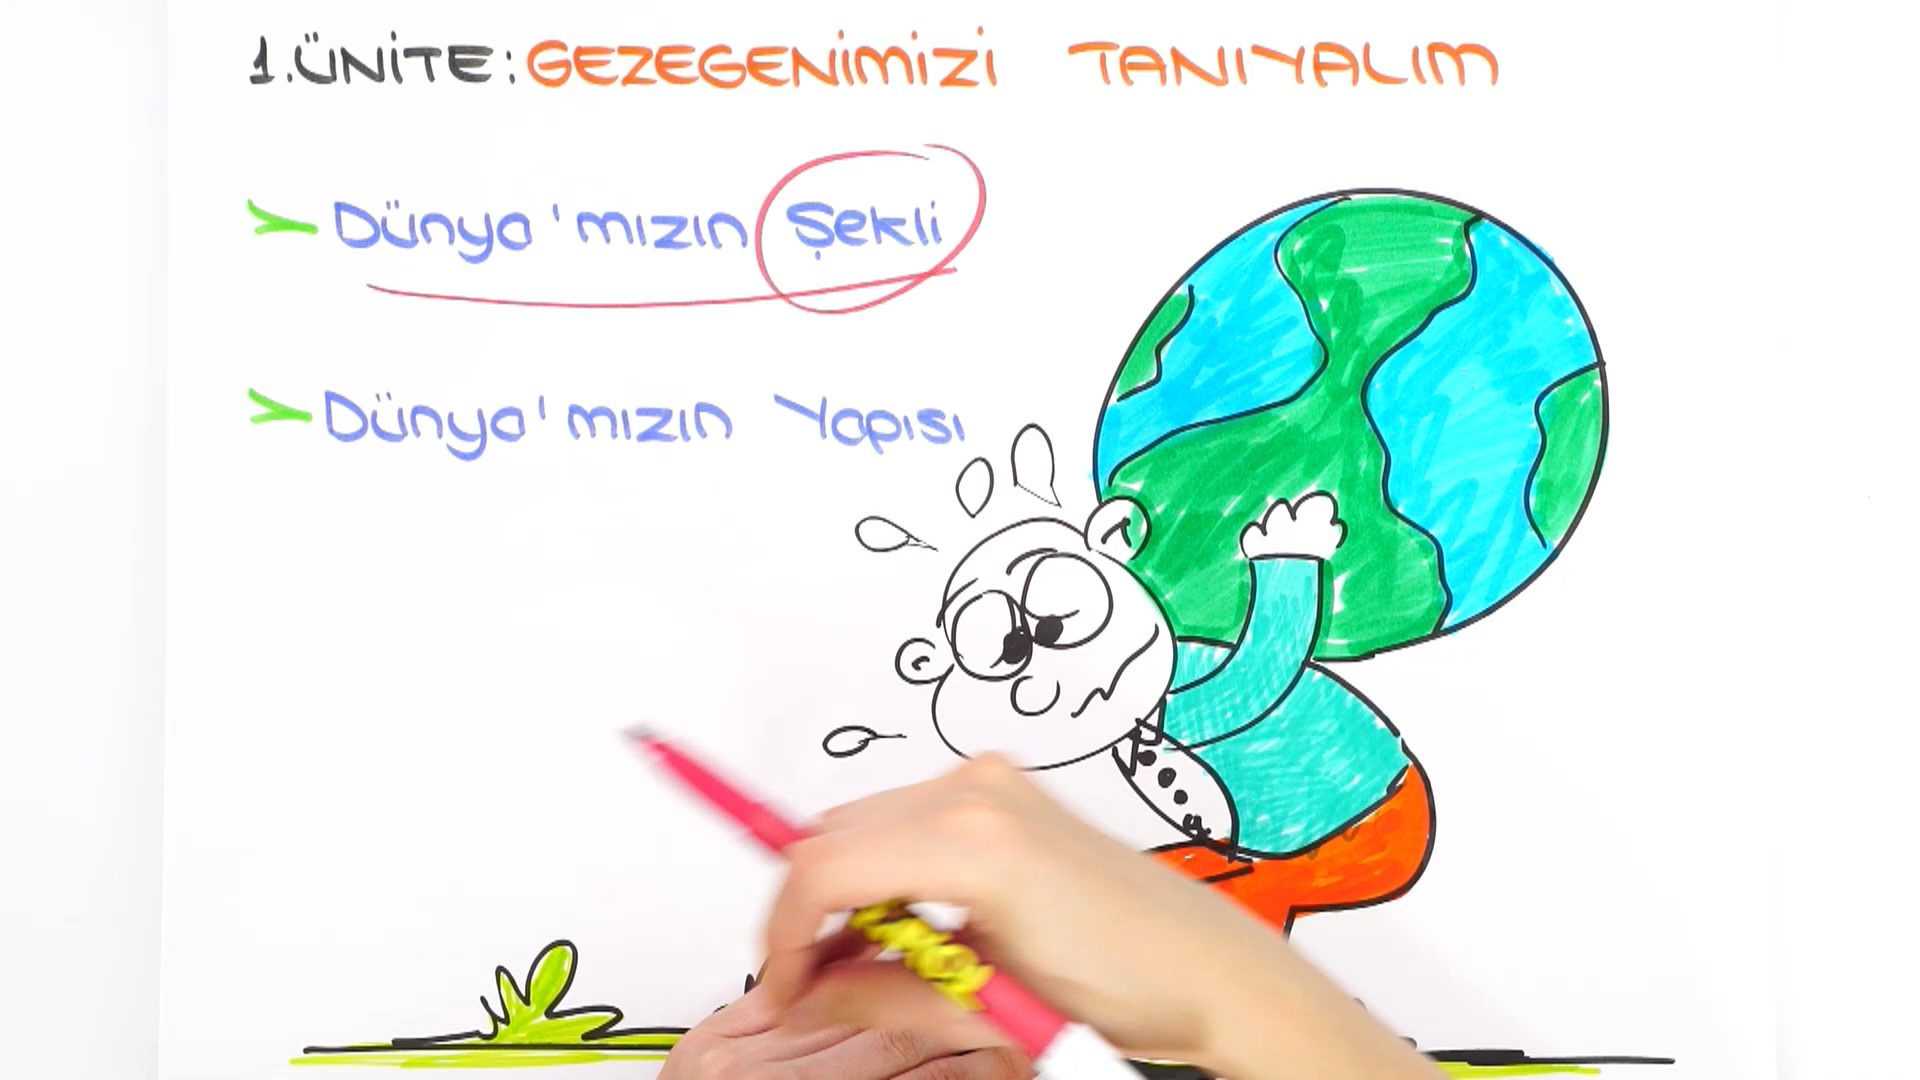 1.ÜNİTE: GEZEGENİMİZİ TANIYALIM
Dünya'mızın Şekli
Dünya'mızın Yapısı